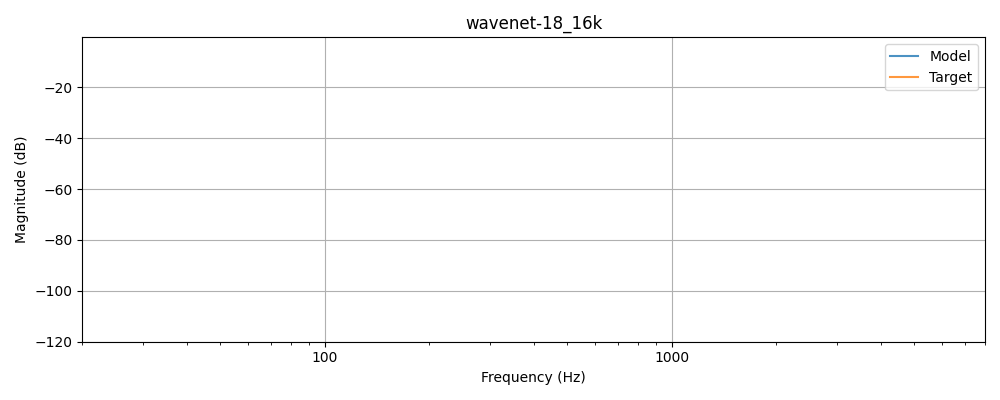 wavenet-18_16k
Model
Target
Magnitude (dB)
−20
−40
−60
−80
−100
−120
100
1000
Frequency (Hz)